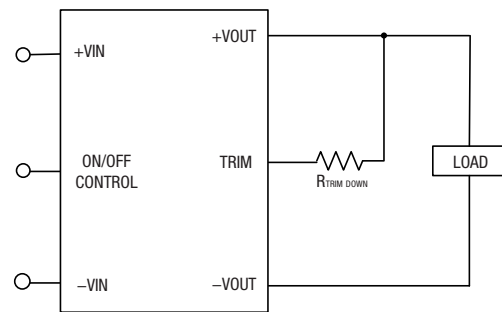 +VIN
+VOUT
ON/OFF
CONTROL
TRIM
RTRIM DOWN
LOAD
–VIN
–VOUT